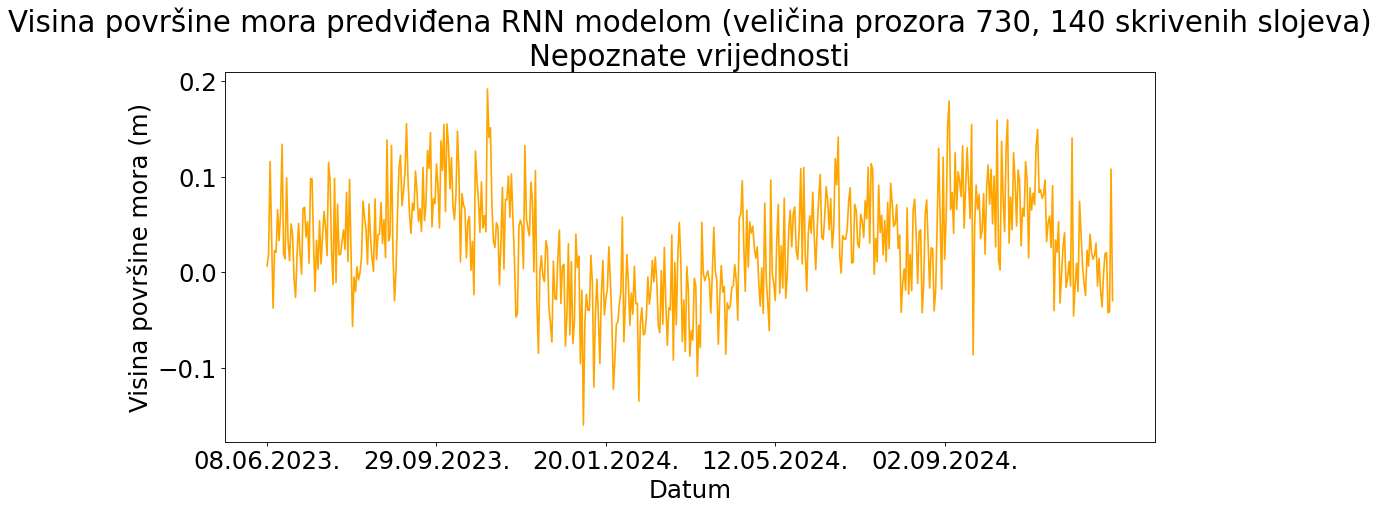 Visina površine mora predviđena RNN modelom (veličina prozora 730, 140 skrivenih slojeva)
Nepoznate vrijednosti
Visina površine mora (m)
0.2
0.1
0.0
−0.1
08.06.2023. 29.09.2023. 20.01.2024. 12.05.2024. 02.09.2024.
Datum